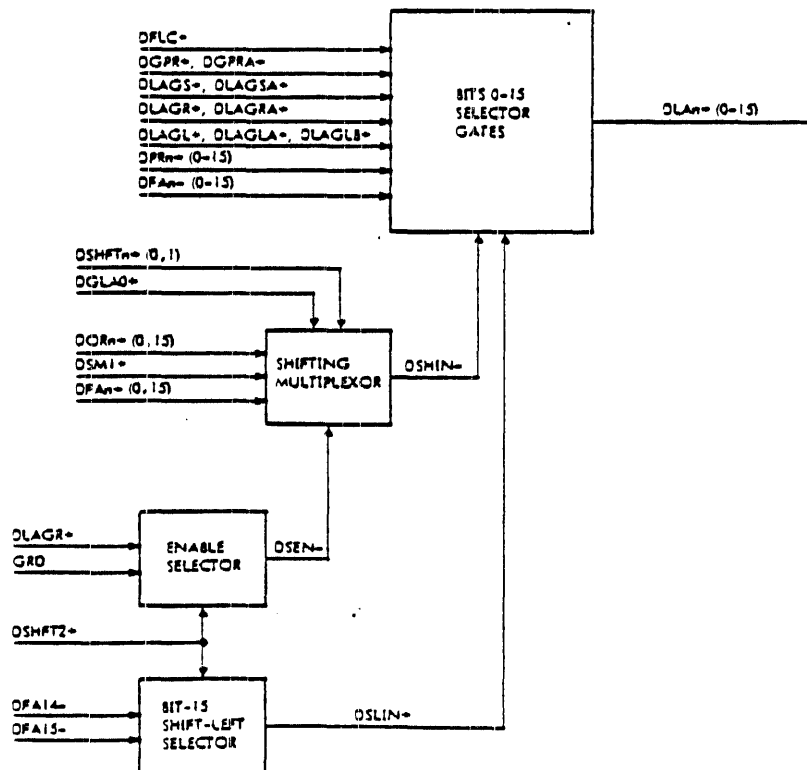 DFLC+
DGPR+, DGPRA+
DLAGS+, DLAGSA+
DLAGR+, DLAGRA+
DLAGL+, DLAGLA+, DLAGLB+
DPRn- (0-15)
DFAn- (0-15)
BITS 0-15
SELECTOR
GATES
DLAn- (0-15)
DSHFTn+ (0,1)
DGLA0+
DORn- (0,15)
DSM1+
DFAn- (0,15)
SHIFTING
MULTIPLEXOR
DSHIN-
DLAGR+
GRD
ENABLE
SELECTOR
DSEN-
DSHFT2+
DFA14-
DFA15-
BIT-15
SHIFT-LEFT
SELECTOR
DSLIN+